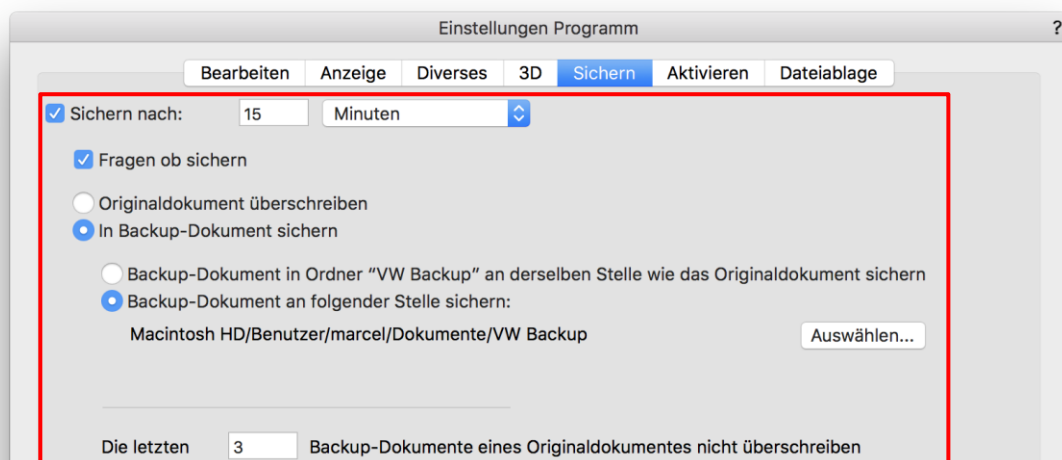 Einstellungen Programm ?
Bearbeiten Anzeige Diverses 3D Sichern Aktivieren Dateiablage
Sichern nach: 15 Minuten
Fragen ob sichern
Originaldokument überschreiben
In Backup-Dokument sichern
Backup-Dokument in Ordner “VW Backup” an derselben Stelle wie das Originaldokument sichern
Backup-Dokument an folgender Stelle sichern:
Macintosh HD/Benutzer/marcel/Dokumente/VW Backup Auswählen...
Die letzten 3 Backup-Dokumente eines Originaldokumentes nicht überschreiben